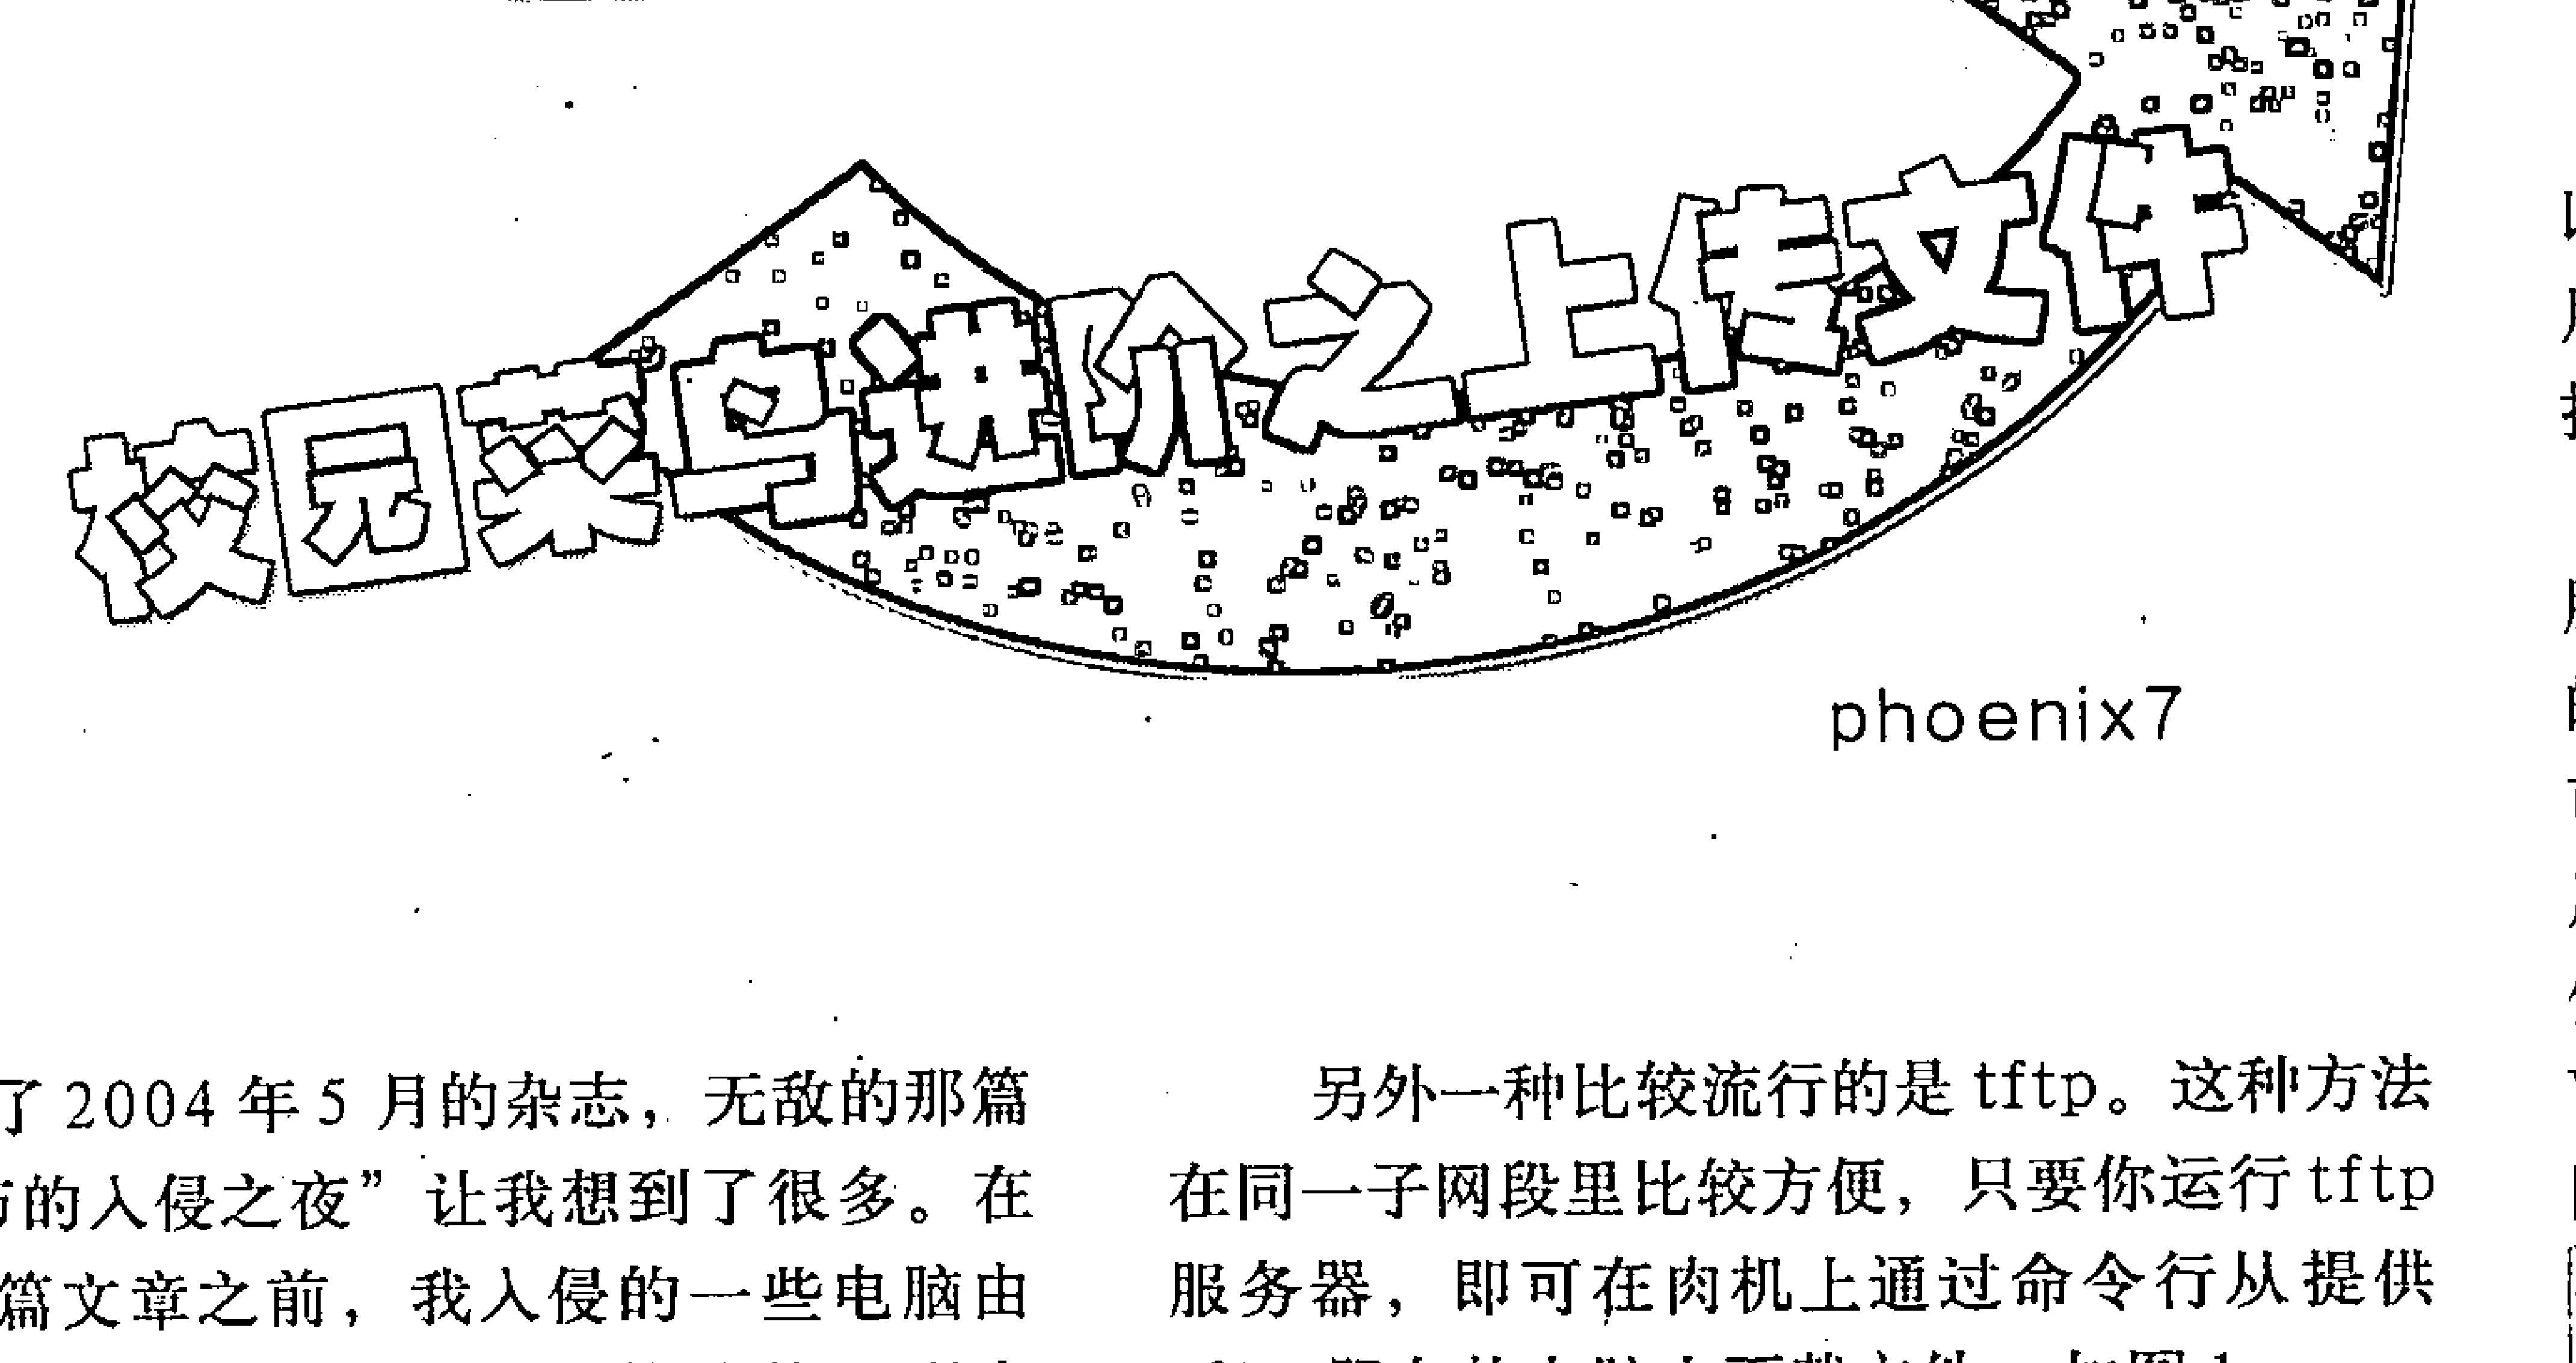 校园菜鸟进阶之上传文件
phoenix7
了2004年5月的杂志，无敌的那篇
的入侵之夜”让我想到了很多。在
篇文章之前，我入侵的一些电脑由
另外一种比较流行的是tftp。这种方法
在同一子网段里比较方便，只要你运行tftp
服务器，即可在肉机上通过命令行从提供